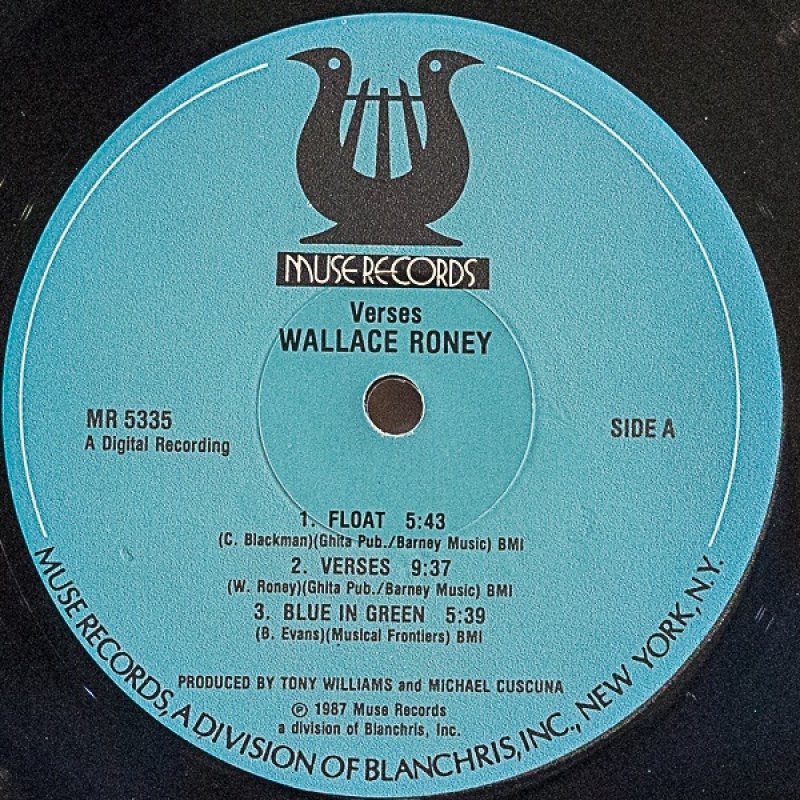 MUSE RECORDS
Verses
WALLACE RONEY
MR 5335
A Digital Recording
SIDE A
1. FLOAT 5:43
(C. Blackman)(Ghita Pub./Barney Music) BMI
2. VERSES 9:37
(W. Roney)(Ghita Pub./Barney Music) BMI
3. BLUE IN GREEN 5:39
(B. Evans)(Musical Frontiers) BMI
PRODUCED BY TONY WILLIAMS and MICHAEL CUSCUNA
℗ 1987 Muse Records
a division of Blanchris, Inc.
MUSE RECORDS, A DIVISION OF BLANCHRIS, INC., NEW YORK, N.Y.